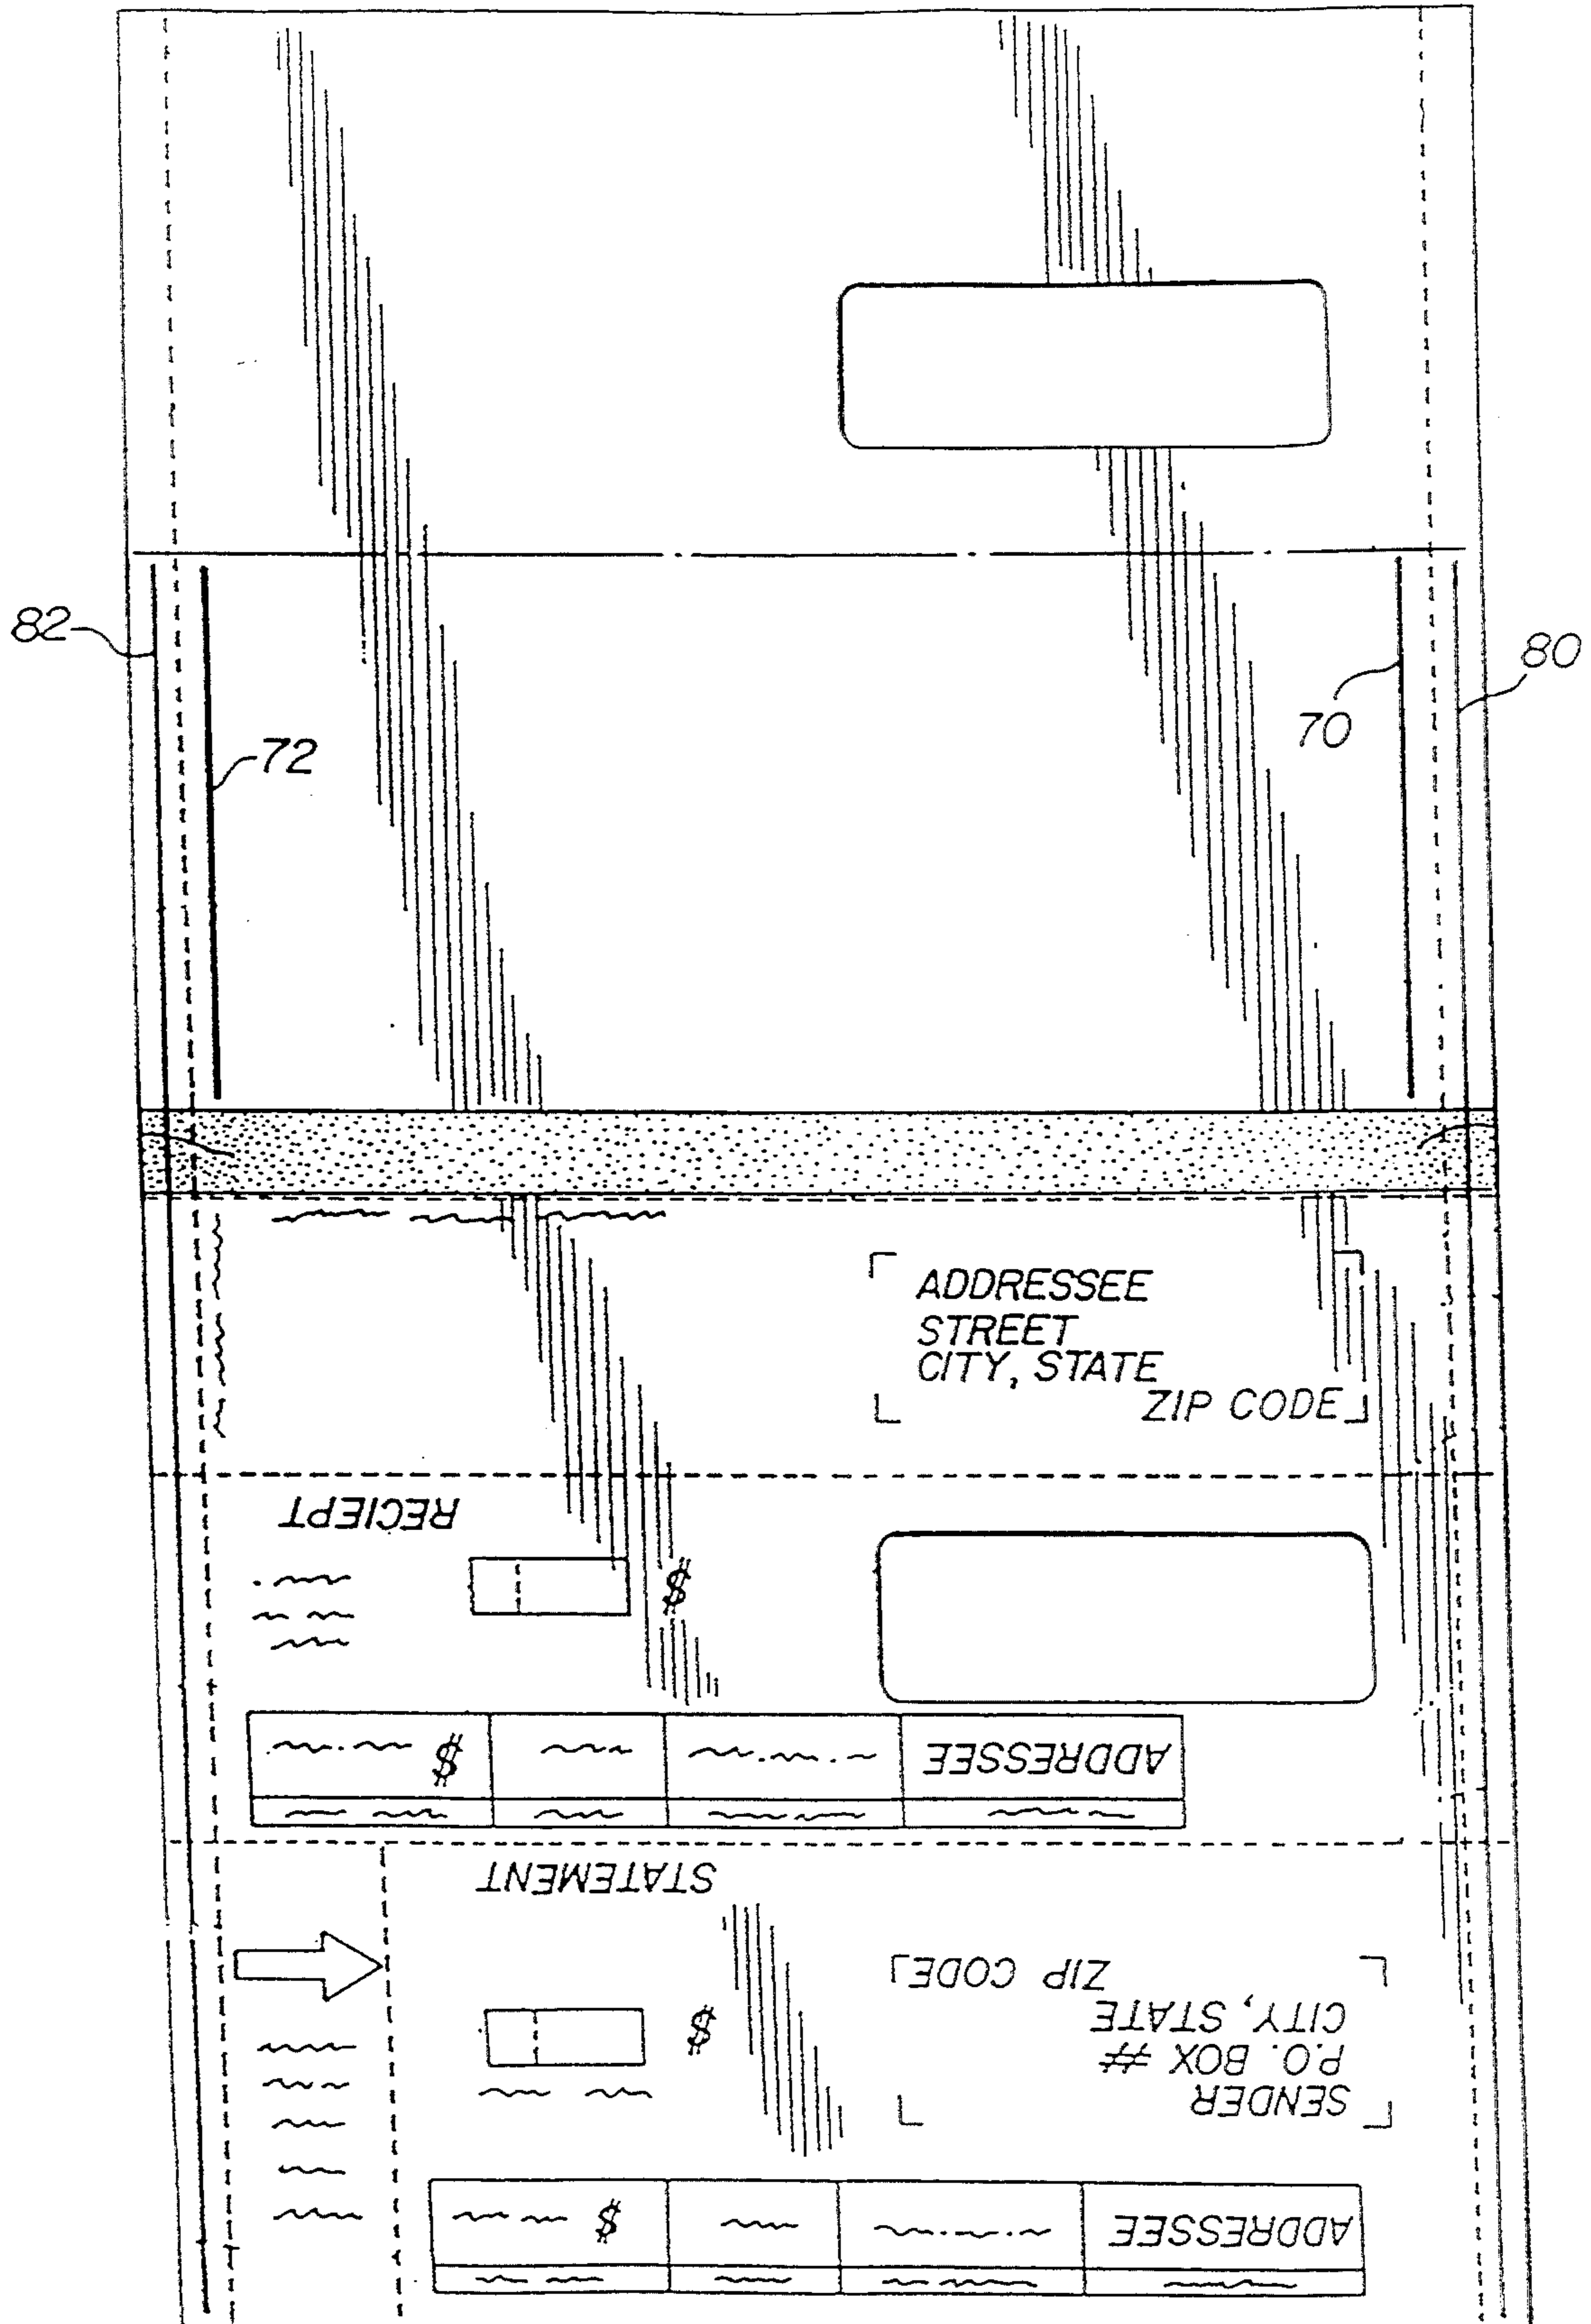 82
80
70
72
ADDRESSEE
STREET
CITY, STATE
ZIP CODE
RECIEPT
$
$
ADDRESSEE
STATEMENT
ZIP CODE
CITY, STATE
$
P.O. BOX #
SENDER
$
ADDRESSEE